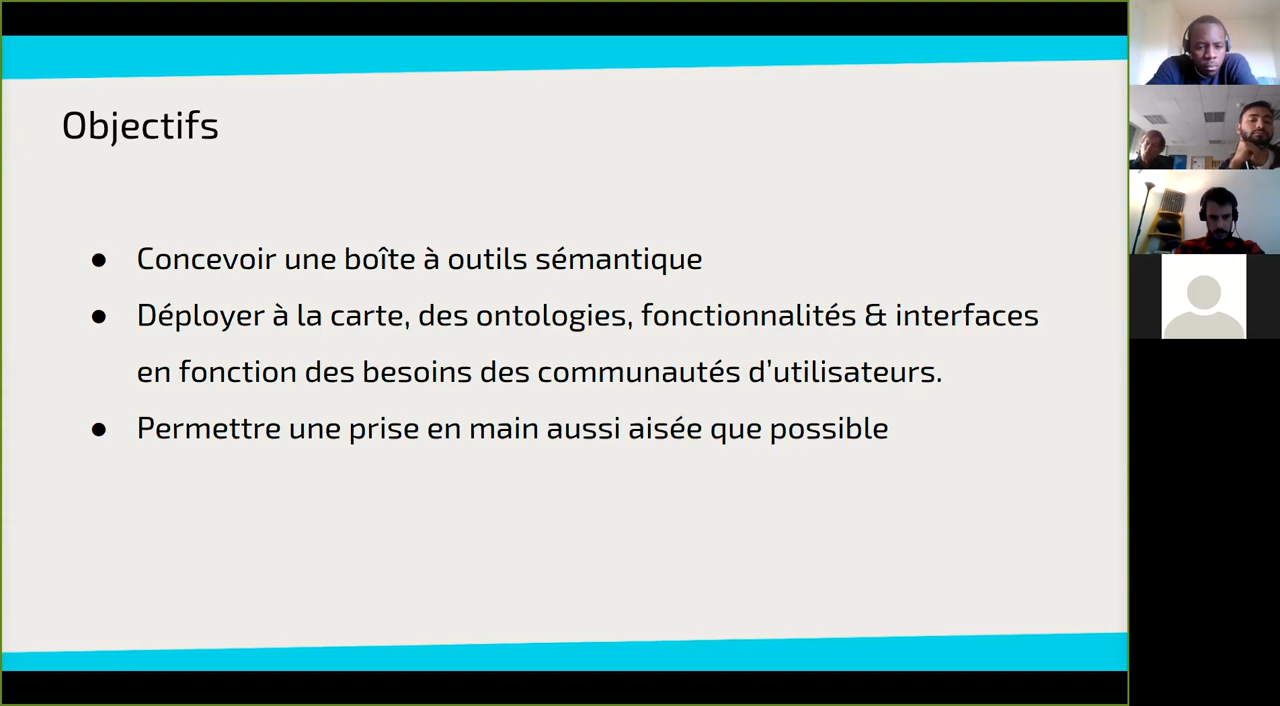 Objectifs
● Concevoir une boîte à outils sémantique
● Déployer à la carte, des ontologies, fonctionnalités & interfaces
en fonction des besoins des communautés d’utilisateurs.
● Permettre une prise en main aussi aisée que possible